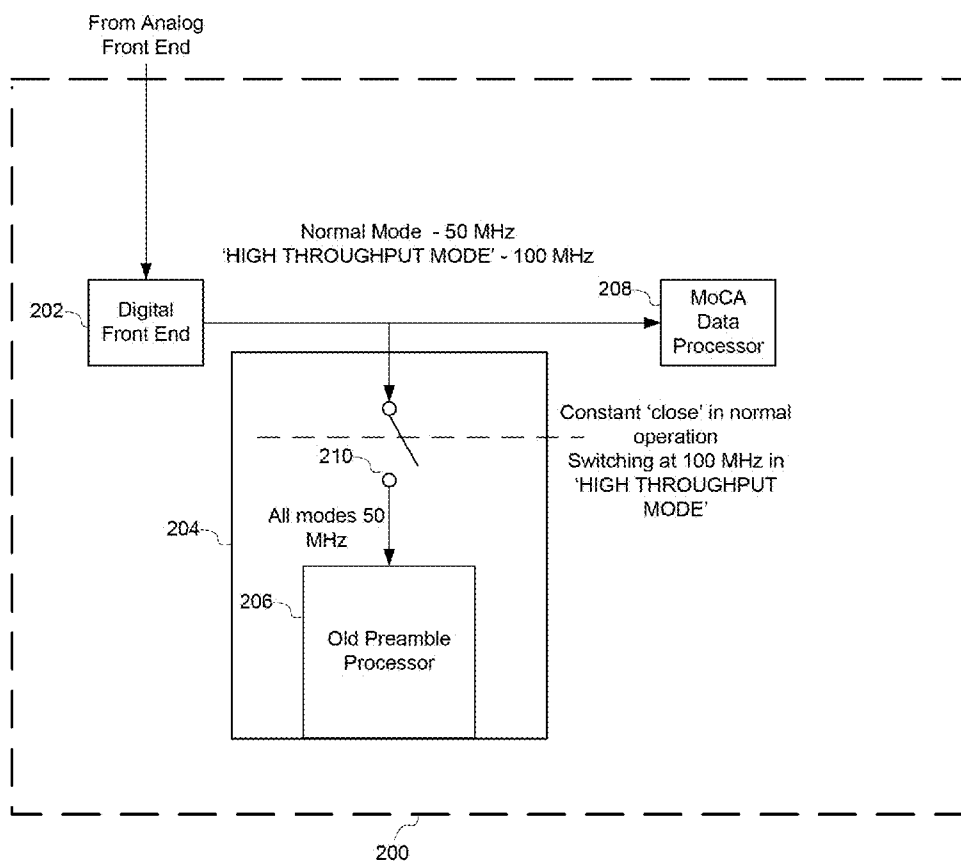 From Analog
Front End
Normal Mode - 50 MHz
'HIGH THROUGHPUT MODE' - 100 MHz
202
Digital
Front End
208
MoCA
Data
Processor
Constant 'close' in normal
operation
Switching at 100 MHz in
'HIGH THROUGHPUT
MODE'
210
All modes 50
MHz
204
206
Old Preamble
Processor
200